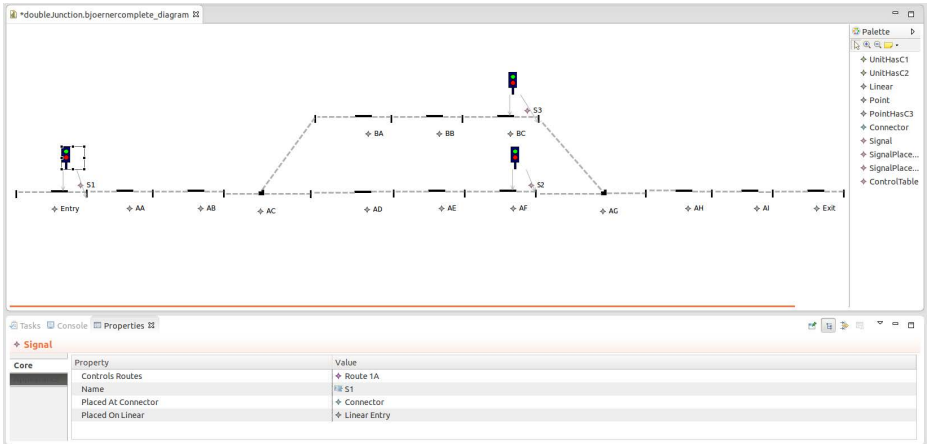 *doubleJunction.bjoernercomplete_diagram
Palette
UnitHasC1
UnitHasC2
Linear
Point
PointHasC3
Connector
Signal
SignalPlace...
SignalPlace...
ControlTable
S3
BA BB BC
S1 S2
Entry AA AB AC AD AE AF AG AH AI Exit
Tasks Console Properties
Signal
Core
Property Value
Controls Routes Route 1A
Name S1
Placed At Connector Connector
Placed On Linear Linear Entry